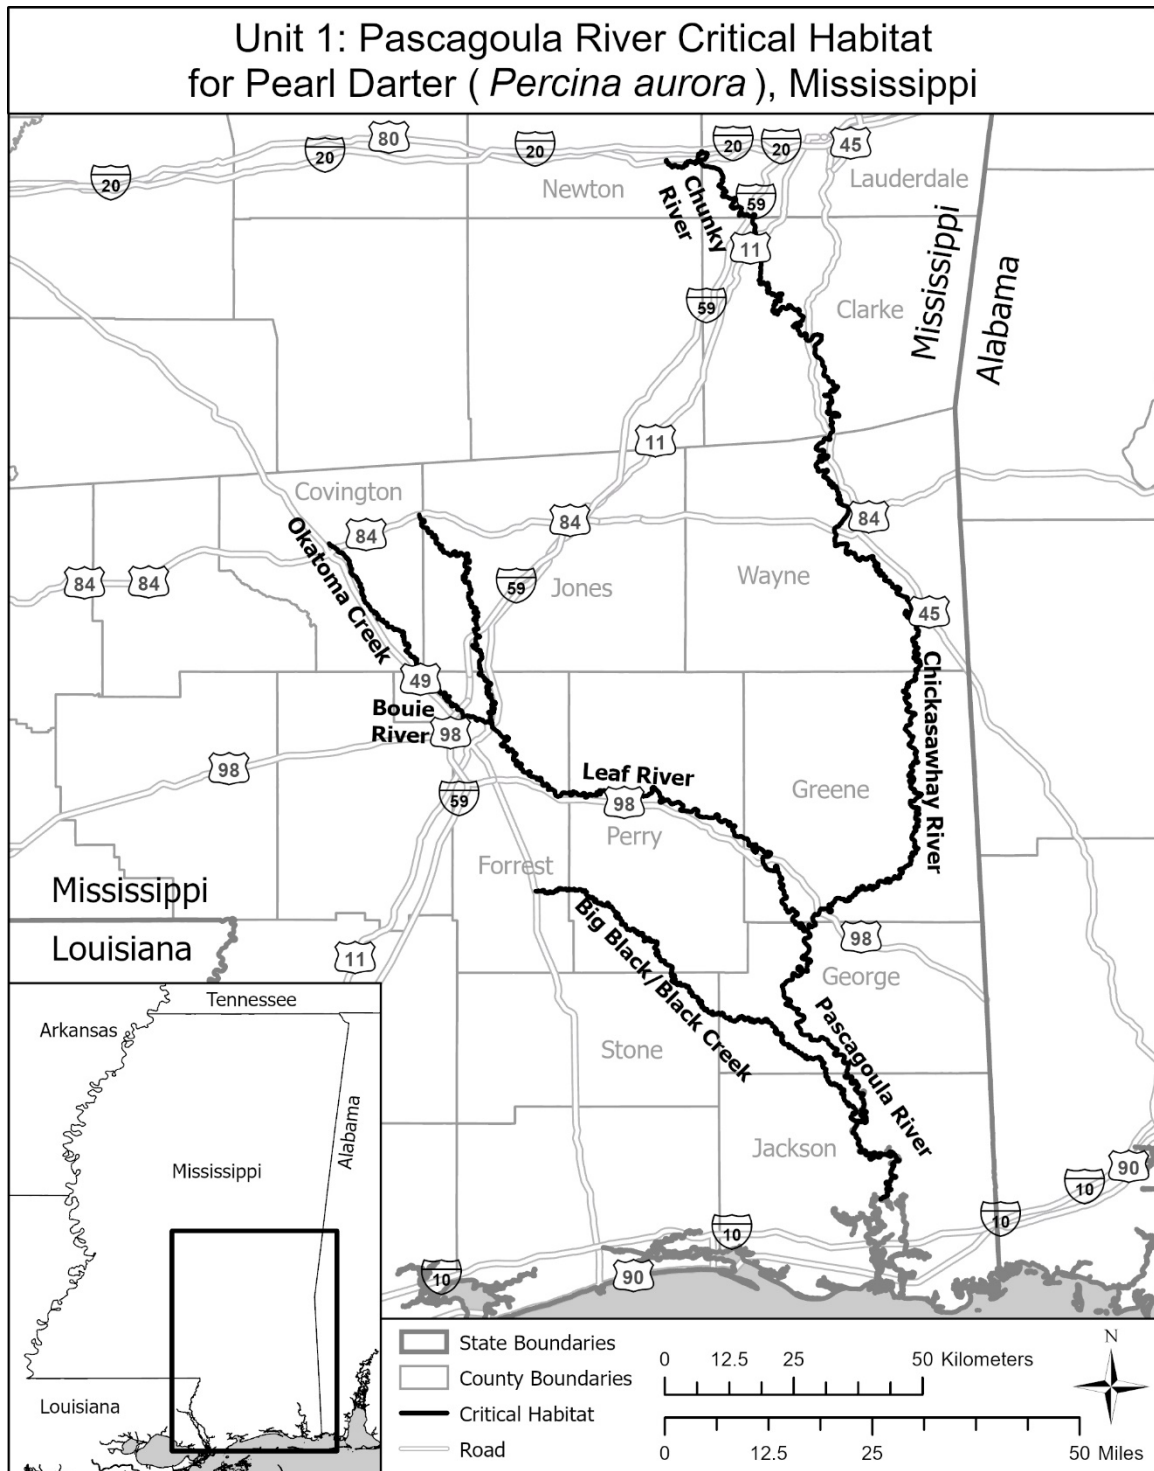 Unit 1: Pascagoula River Critical Habitat
for Pearl Darter ( Percina aurora ), Mississippi
80
20
20
20
20
20
45
Newton
Lauderdale
Chunky
River
59
11
59
Clarke
Mississippi
Alabama
11
Covington
84
84
84
84
84
Okatoma Creek
59
Jones
Wayne
45
49
Bouie
River
98
98
59
Leaf River
98
Perry
Greene
Chickasawhay River
Forrest
Mississippi
Louisiana
11
Big Black/Black Creek
98
George
Pascagoula River
Stone
Jackson
90
10
10
10
10
90
Tennessee
Arkansas
Alabama
Mississippi
Louisiana
State Boundaries
County Boundaries
Critical Habitat
Road
0 12.5 25 50 Kilometers
0 12.5 25 50 Miles
N